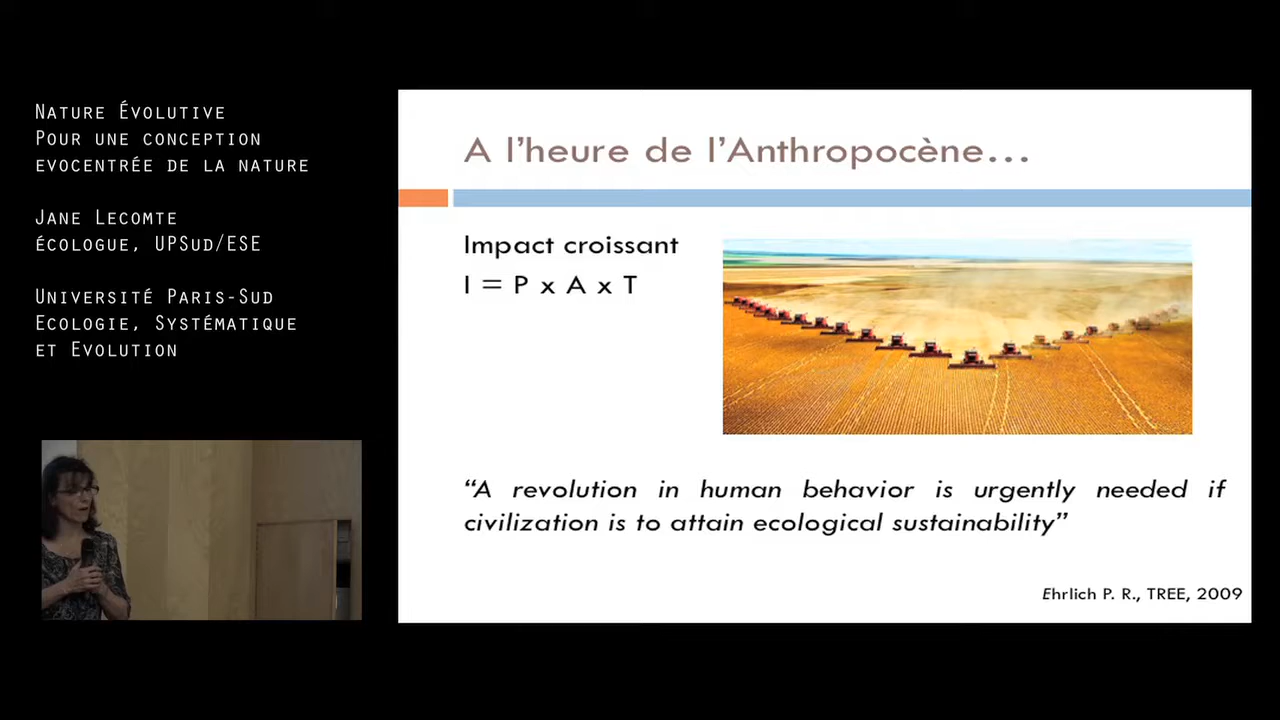 Nature Évolutive
Pour une conception
evocentrée de la nature
Jane Lecomte
écologue, UPSud/ESE
Université Paris-Sud
Ecologie, Systématique
et Evolution
A l'heure de l'Anthropocène...
Impact croissant
I = P x A x T
“A revolution in human behavior is urgently needed if
civilization is to attain ecological sustainability”
Ehrlich P. R., TREE, 2009